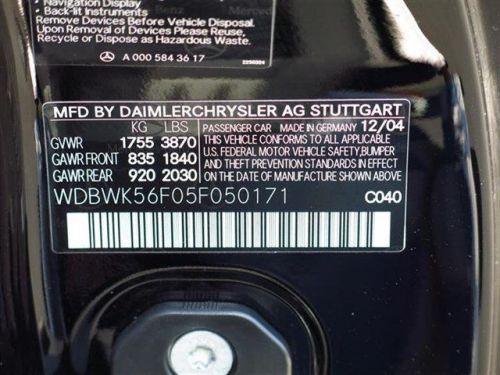 Navigation Display
• Back-lit Instruments
Remove Devices Before Vehicle Disposal.
Upon Removal of Devices Please Reuse,
Recycle or Dispose as Hazardous Waste.
A 000 584 36 17
MFD BY DAIMLERCHRYSLER AG STUTTGART
KG LBS PASSENGER CAR MADE IN GERMANY 12/04
GVWR 1755 3870 THIS VEHICLE CONFORMS TO ALL APPLICABLE
GAWR FRONT 835 1840 U.S. FEDERAL MOTOR VEHICLE SAFETY, BUMPER
GAWR REAR 920 2030 AND THEFT PREVENTION STANDARDS IN EFFECT
ON THE DATE OF MANUFACTURE SHOWN ABOVE.
WDBWK56F05F050171 C040